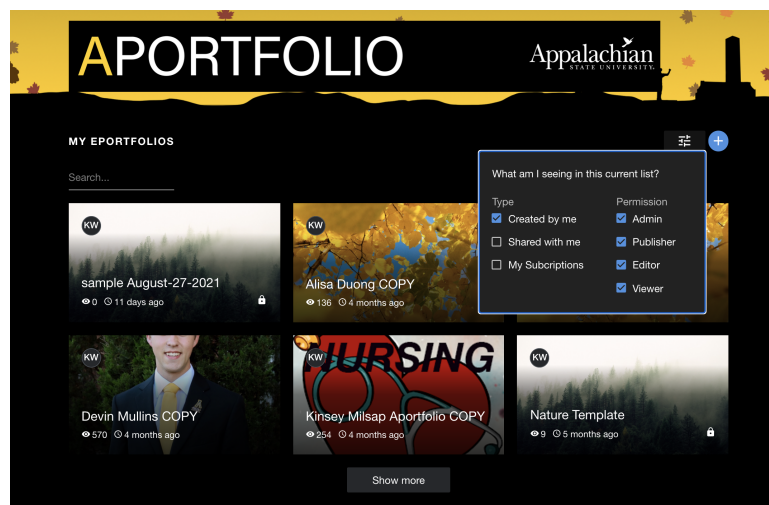 APORTFOLIO
Appalachian
STATE UNIVERSITY.
MY EPORTFOLIOS
Search...
What am I seeing in this current list?
Type
Permission
Created by me
Admin
Shared with me
Publisher
My Subcriptions
Editor
Viewer
KW
sample August-27-2021
0 11 days ago
KW
Alisa Duong COPY
136 4 months ago
KW
Devin Mullins COPY
570 4 months ago
NURSING
KW
Kinsey Milsap Aportfolio COPY
254 4 months ago
KW
Nature Template
9 5 months ago
Show more